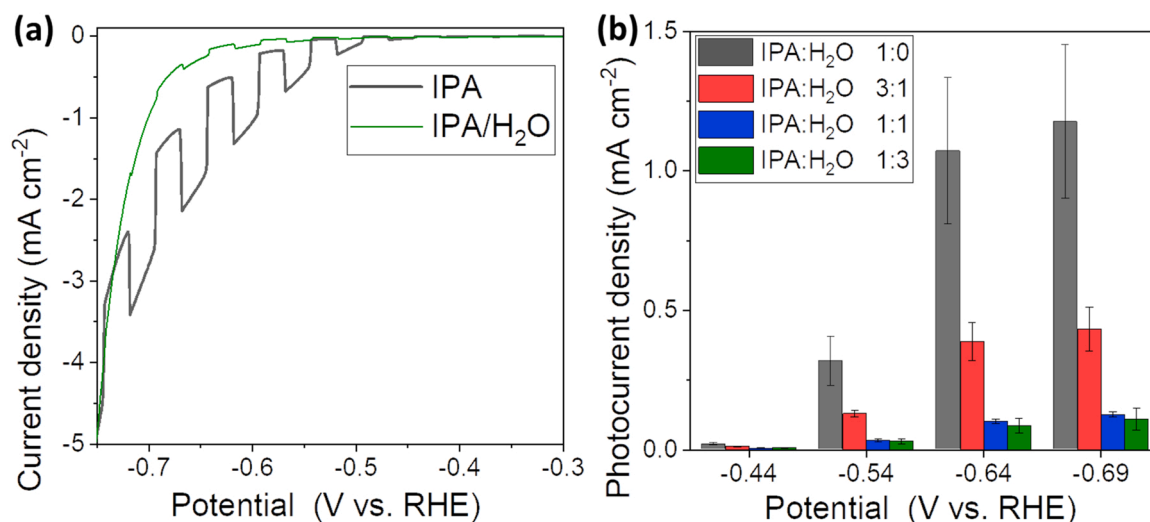 (a)
0
-1
-2
-3
-4
-5
Current density (mA cm⁻²)
IPA
IPA/H₂O
-0.7 -0.6 -0.5 -0.4 -0.3
Potential (V vs. RHE)
(b)
1.5
1.0
0.5
0.0
Photocurrent density (mA cm⁻²)
IPA:H₂O 1:0
IPA:H₂O 3:1
IPA:H₂O 1:1
IPA:H₂O 1:3
-0.44 -0.54 -0.64 -0.69
Potential (V vs. RHE)